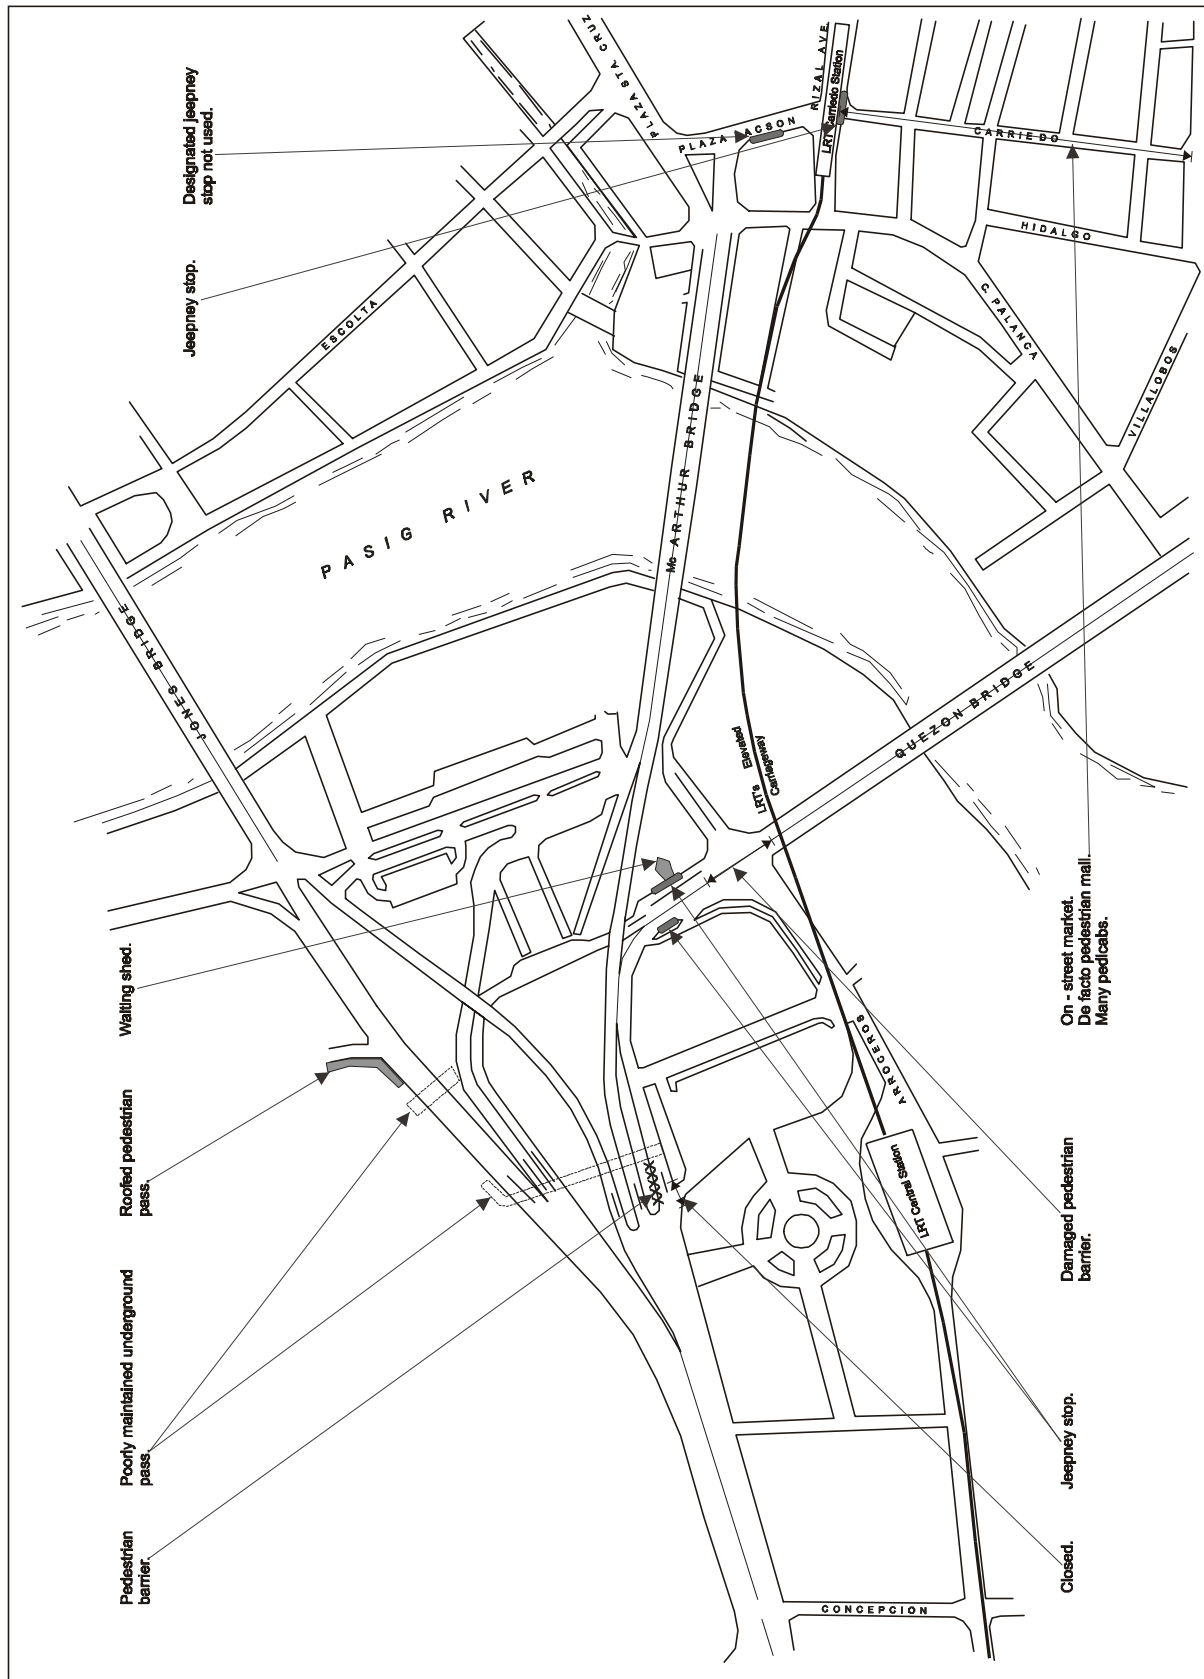 Pedestrian
barrier.
Poorly maintained underground
pass.
Roofed pedestrian
pass.
Waiting shed.
Jeepney stop.
Designated jeepney
stop not used.
JONES BRIDGE
PASIG RIVER
ESCOLTA
PLAZA STA. CRUZ
PLAZA LACSON
RIZAL AVE.
LRT Carriedo Station
CARRIEDO
HIDALGO
C. PALANCA
VILLALOBOS
Mc ARTHUR BRIDGE
QUEZON BRIDGE
LRT's Elevated
Carriageway
ARROCEROS
LRT Central Station
CONCEPCION
Closed.
Jeepney stop.
Damaged pedestrian
barrier.
On - street market.
De facto pedestrian mall.
Many pedicabs.